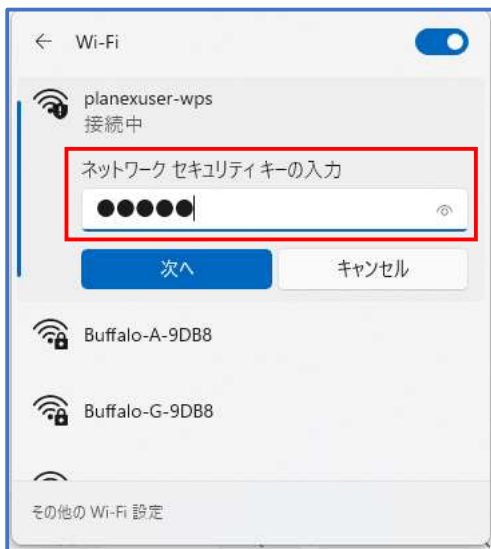 Wi-Fi
planexuser-wps
接続中
ネットワーク セキュリティ キーの入力
●●●●●
次へ
キャンセル
Buffalo-A-9DB8
Buffalo-G-9DB8
その他の Wi-Fi 設定